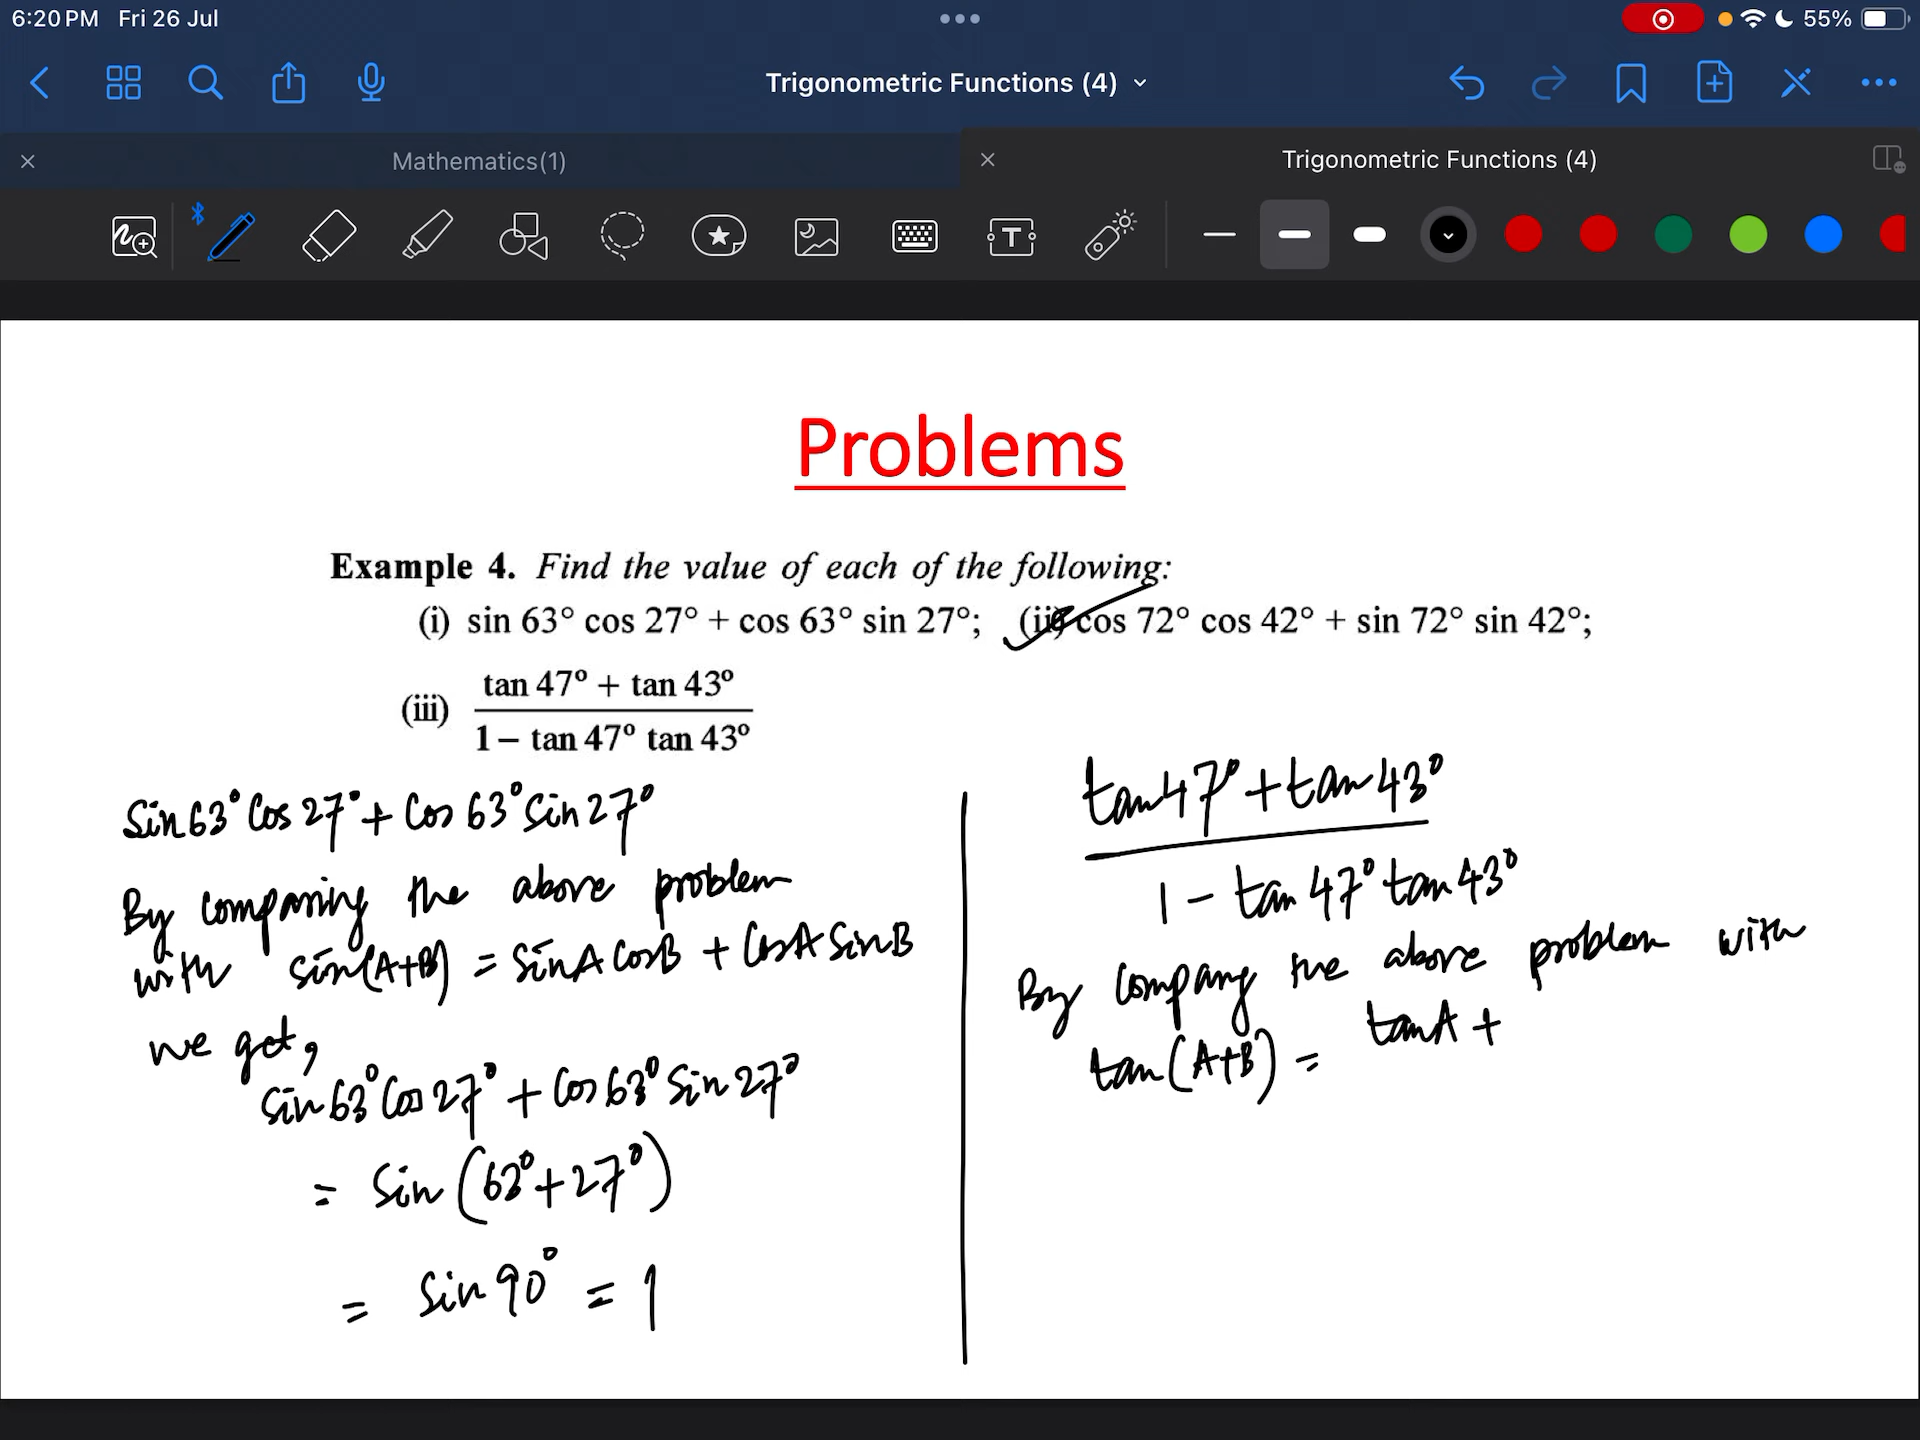 6:20 PM Fri 26 Jul
55%
Trigonometric Functions (4)
Mathematics(1)
Trigonometric Functions (4)
Problems
Example 4. Find the value of each of the following:
(i) sin 63° cos 27° + cos 63° sin 27°; (ii) cos 72° cos 42° + sin 72° sin 42°;
(iii) tan 47° + tan 43°
1 – tan 47° tan 43°
Sin 63° Cos 27° + Cos 63° Sin 27°
By comparing the above problem
with sin(A+B) = sinA CosB + CosA SinB
we get,
Sin 63° Cos 27° + Cos 63° Sin 27°
= Sin (63° + 27°)
= Sin 90° = 1
tan 47° + tan 43°
1 - tan 47° tan 43°
By compang the above problem with
tan (A+B) = tanA +